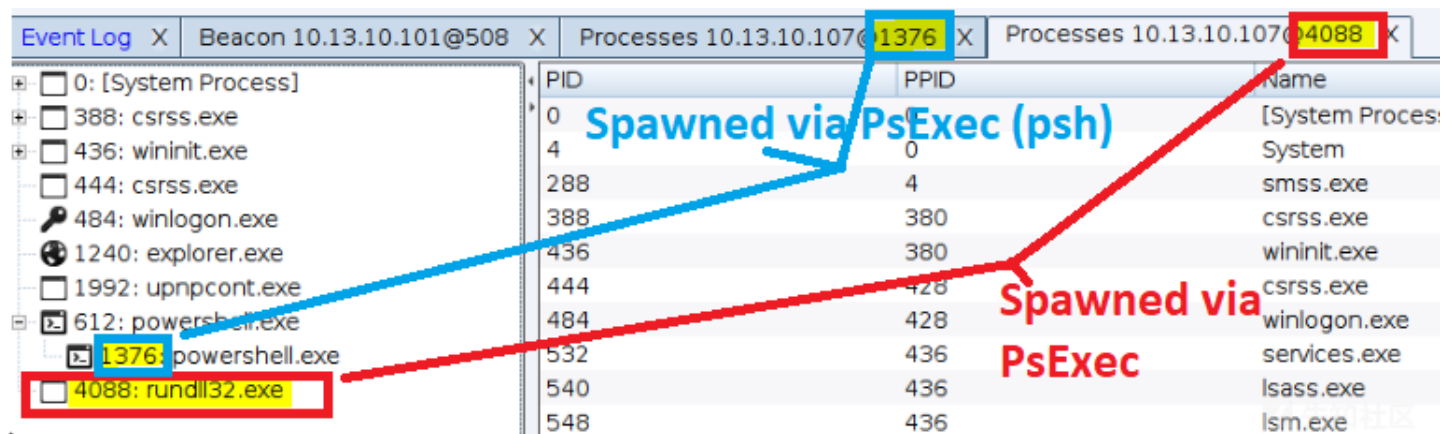 Event Log X Beacon 10.13.10.101@508 X Processes 10.13.10.107@1376 X Processes 10.13.10.107@4088 X
0: [System Process]
388: csrss.exe
436: wininit.exe
444: csrss.exe
484: winlogon.exe
1240: explorer.exe
1992: upnpcont.exe
612: powershell.exe
1376: powershell.exe
4088: rundll32.exe
PID PPID Name
0 0 [System Process
4 0 System
288 4 smss.exe
388 380 csrss.exe
436 380 wininit.exe
444 428 csrss.exe
484 428 winlogon.exe
532 436 services.exe
540 436 lsass.exe
548 436 lsm.exe
Spawned via PsExec (psh)
Spawned via
PsExec